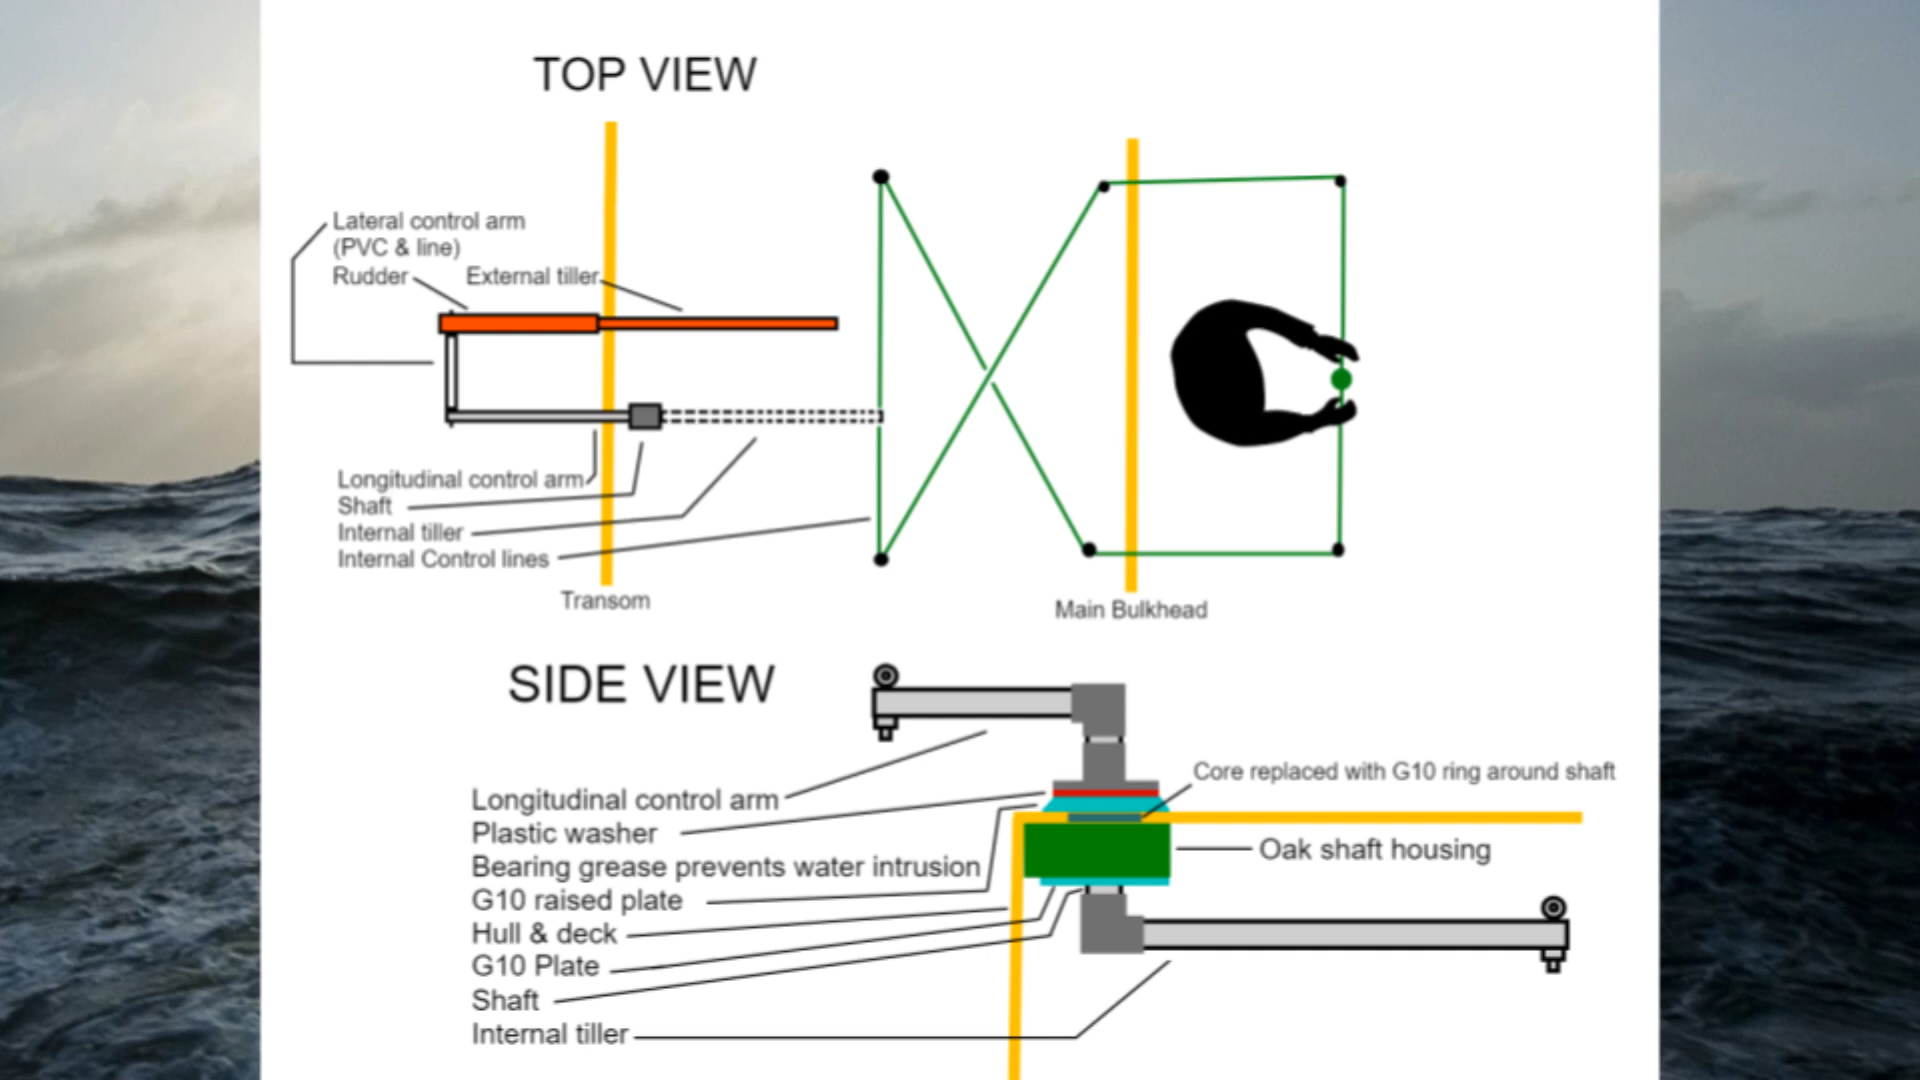 TOP VIEW
Lateral control arm
(PVC & line)
Rudder
External tiller
Longitudinal control arm
Shaft
Internal tiller
Internal Control lines
Transom
Main Bulkhead
SIDE VIEW
Core replaced with G10 ring around shaft
Longitudinal control arm
Plastic washer
Oak shaft housing
Bearing grease prevents water intrusion
G10 raised plate
Hull & deck
G10 Plate
Shaft
Internal tiller